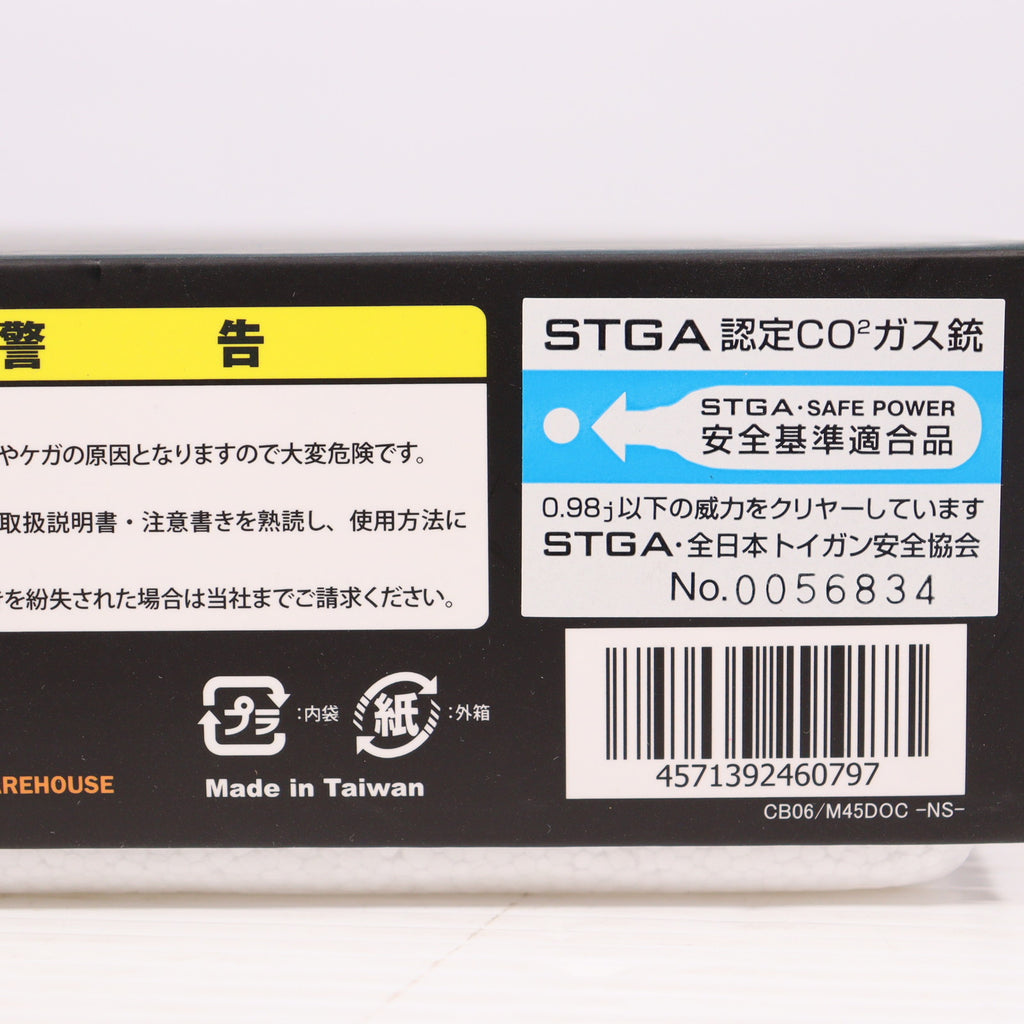 警 告
やケガの原因となりますので大変危険です。
取扱説明書・注意書きを熟読し、使用方法に
きを紛失された場合は当社までご請求ください。
プラ :内袋 紙 :外箱
AREHOUSE
Made in Taiwan
STGA 認定CO²ガス銃
STGA・SAFE POWER
安全基準適合品
0.98j以下の威力をクリヤーしています
STGA・全日本トイガン安全協会
No.0056834
4571392460797
CB06/M45DOC -NS-